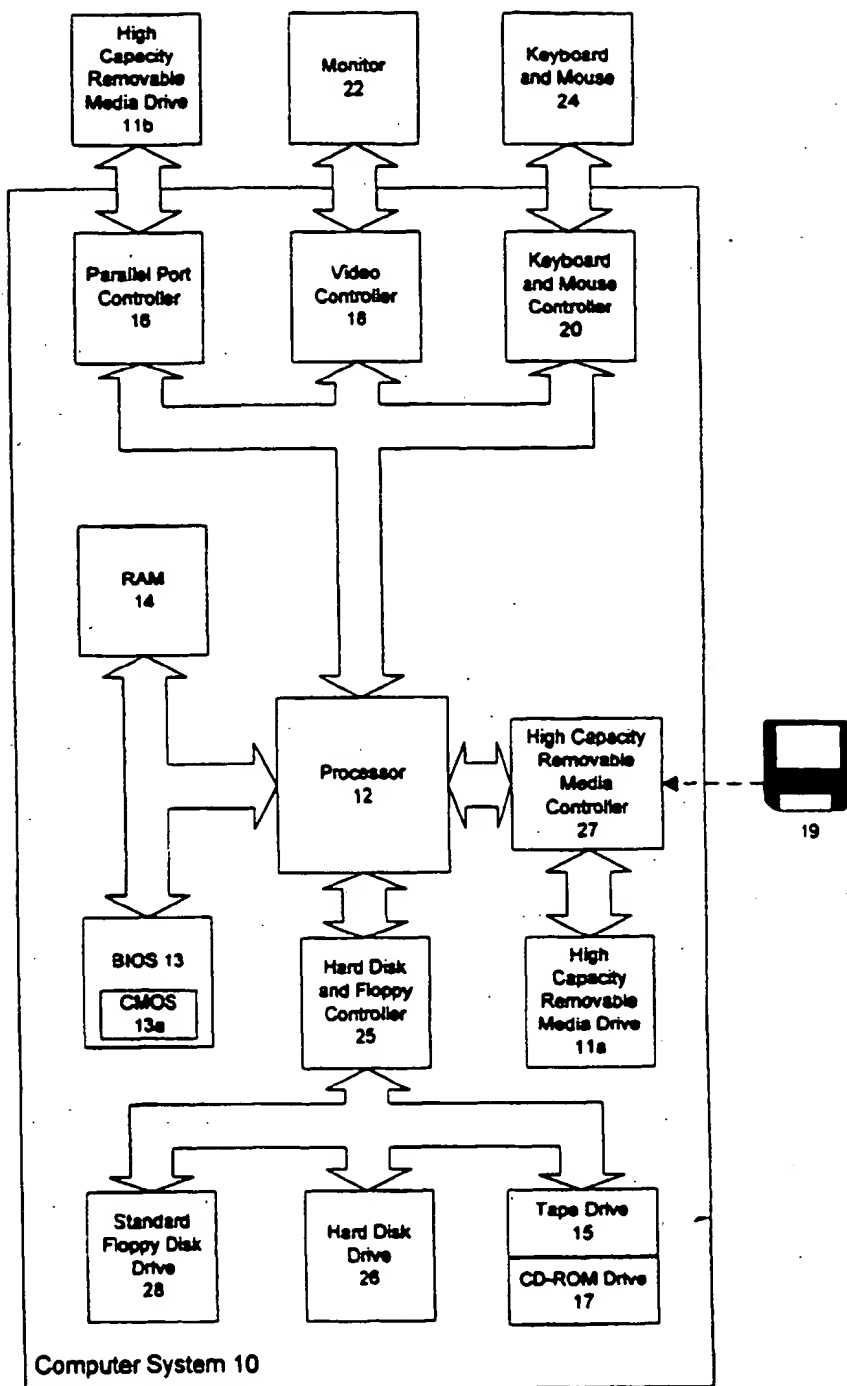 High
Capacity
Removable
Media Drive
11b
Monitor
22
Keyboard
and Mouse
24
Parallel Port
Controller
16
Video
Controller
18
Keyboard
and Mouse
Controller
20
RAM
14
Processor
12
High Capacity
Removable
Media
Controller
27
19
BIOS 13
CMOS
13a
Hard Disk
and Floppy
Controller
25
High
Capacity
Removable
Media Drive
11a
Standard
Floppy Disk
Drive
28
Hard Disk
Drive
26
Tape Drive
15
CD-ROM Drive
17
Computer System 10